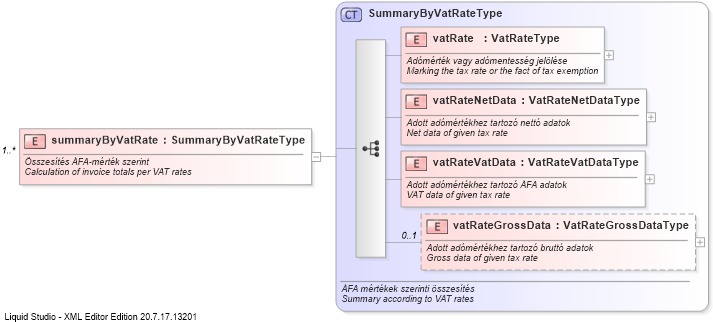 CT SummaryByVatRateType
E vatRate : VatRateType
Adómérték vagy adómentesség jelölése
Marking the tax rate or the fact of tax exemption
E vatRateNetData : VatRateNetDataType
Adott adómértékhez tartozó nettó adatok
Net data of given tax rate
1..* E summaryByVatRate : SummaryByVatRateType
Összesítés ÁFA-mérték szerint
Calculation of invoice totals per VAT rates
E vatRateVatData : VatRateVatDataType
Adott adómértékhez tartozó ÁFA adatok
VAT data of given tax rate
0..1 E vatRateGrossData : VatRateGrossDataType
Adott adómértékhez tartozó bruttó adatok
Gross data of given tax rate
ÁFA mértékek szerinti összesítés
Summary according to VAT rates
Liquid Studio - XML Editor Edition 20.7.17.13201